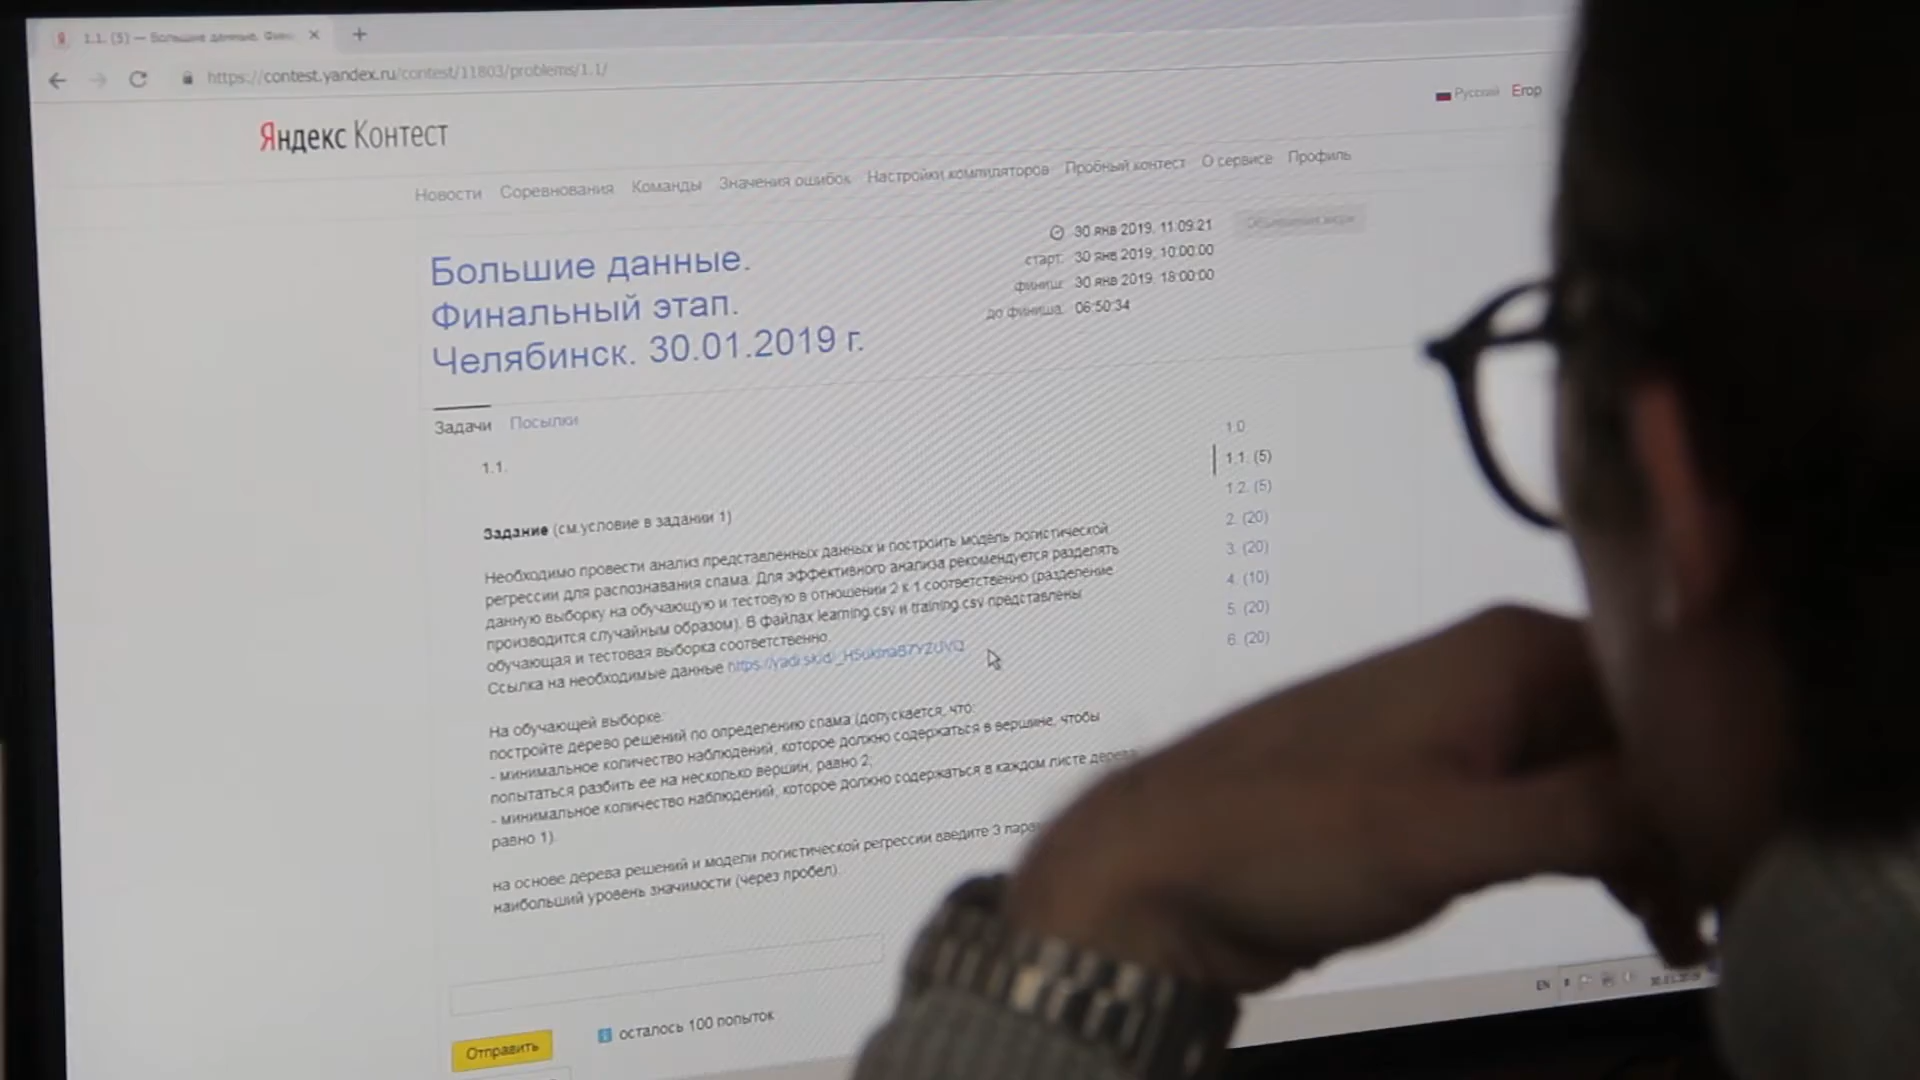 1.1. (5) — Большие данные. Фин
https://contest.yandex.ru/contest/11803/problems/1.1/
Русский Егор
Яндекс Контест
Новости Соревнования Команды Значения ошибок Настройки компиляторов Пробный контест О сервисе Профиль
Большие данные.
Финальный этап.
Челябинск. 30.01.2019 г.
30 янв 2019, 11:09:21
старт: 30 янв 2019, 10:00:00
финиш: 30 янв 2019, 18:00:00
до финиша: 06:50:34
Задачи Посылки
1.1.
Задание (см.условие в задании 1)
Необходимо провести анализ представленных данных и построить модель логистической
регрессии для распознавания спама. Для эффективного анализа рекомендуется разделять
данную выборку на обучающую и тестовую в отношении 2 к 1 соответственно (разделение
производится случайным образом). В файлах learning.csv и training.csv представлены
обучающая и тестовая выборка соответственно.
Ссылка на необходимые данные
На обучающей выборке:
постройте дерево решений по определению спама (допускается, что:
- минимальное количество наблюдений, которое должно содержаться в вершине, чтобы
попытаться разбить ее на несколько вершин, равно 2;
- минимальное количество наблюдений, которое должно содержаться в каждом листе дерева
равно 1).
на основе дерева решений и модели логистической регрессии введите 3 пара
наибольший уровень значимости (через пробел).
осталось 100 попыток
Отправить
1.0
1.1. (5)
1.2. (5)
2. (20)
3. (20)
4. (10)
5. (20)
6. (20)
EN